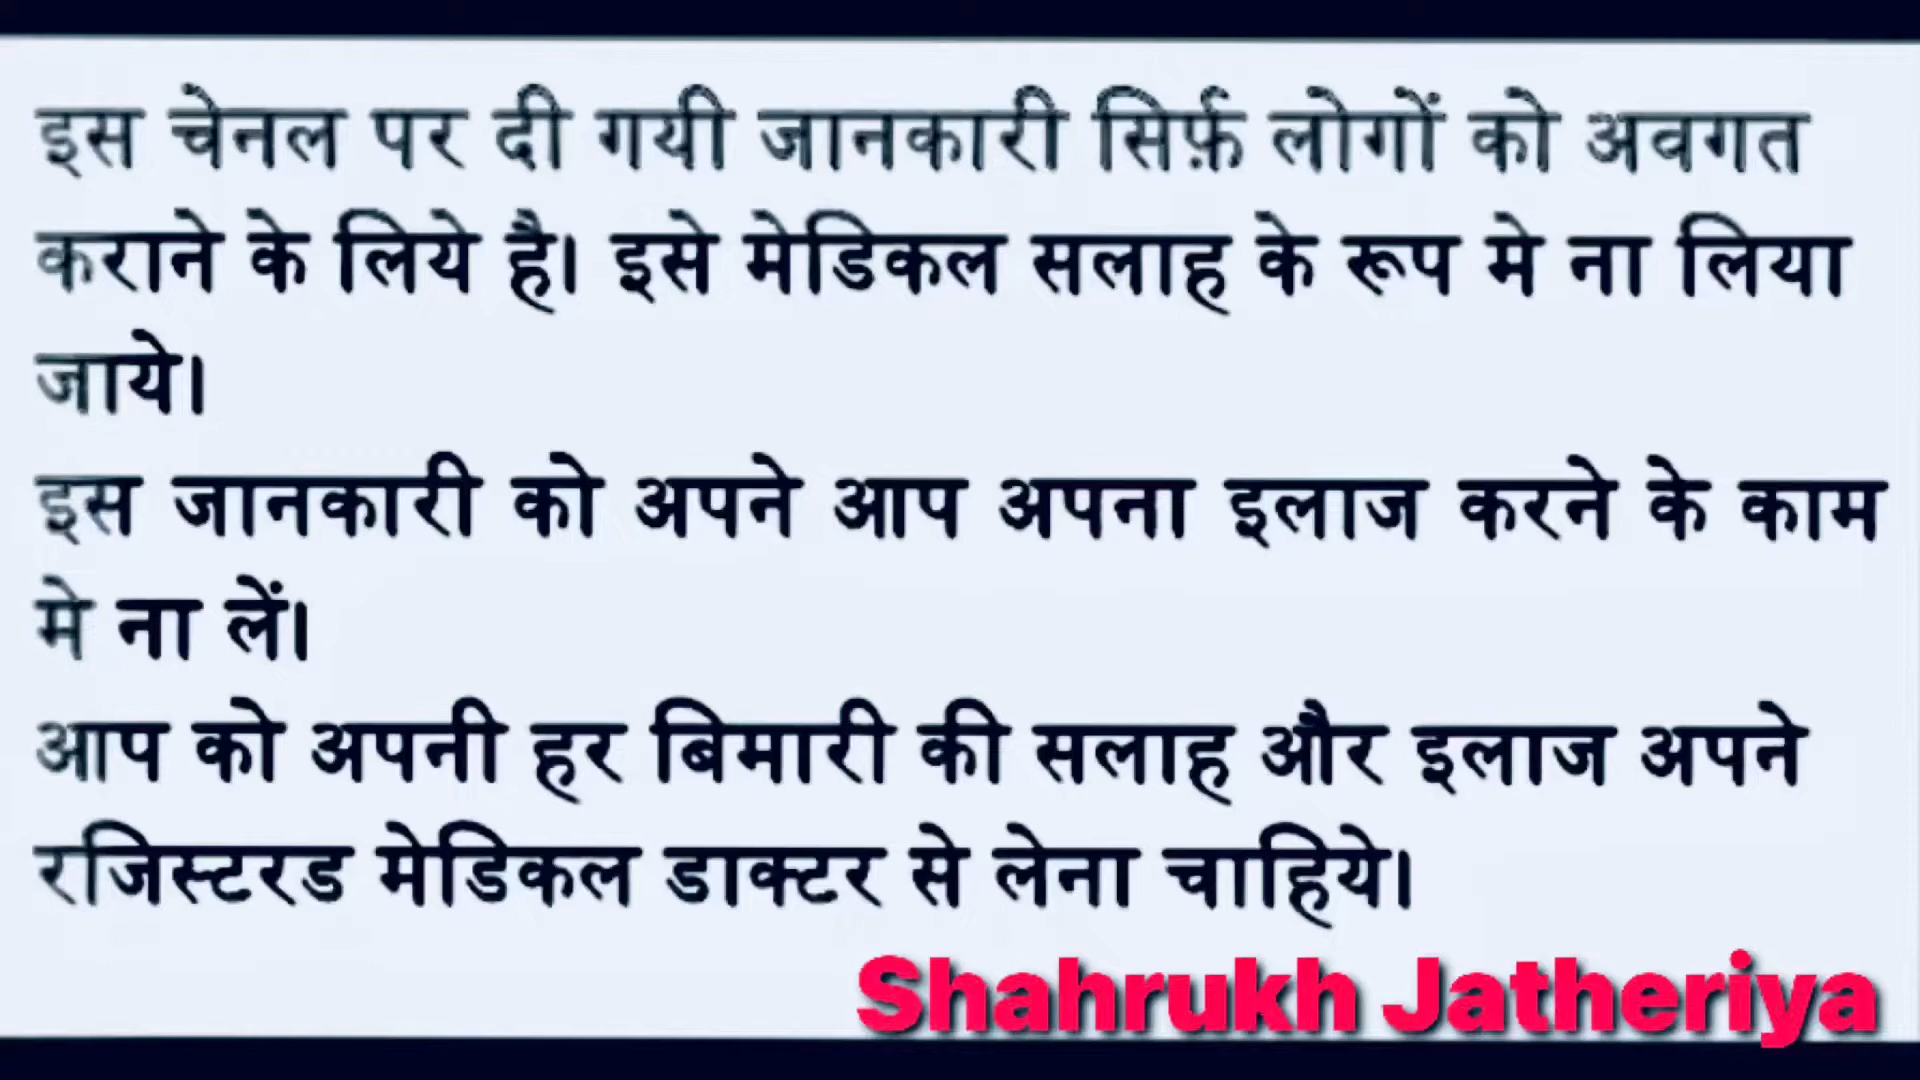 इस चेनल पर दी गयी जानकारी सिर्फ़ लोगों को अवगत
कराने के लिये है। इसे मेडिकल सलाह के रूप मे ना लिया
जाये।
इस जानकारी को अपने आप अपना इलाज करने के काम
मे ना लें।
आप को अपनी हर बिमारी की सलाह और इलाज अपने
रजिस्टरड मेडिकल डाक्टर से लेना चाहिये।
Shahrukh Jatheriya